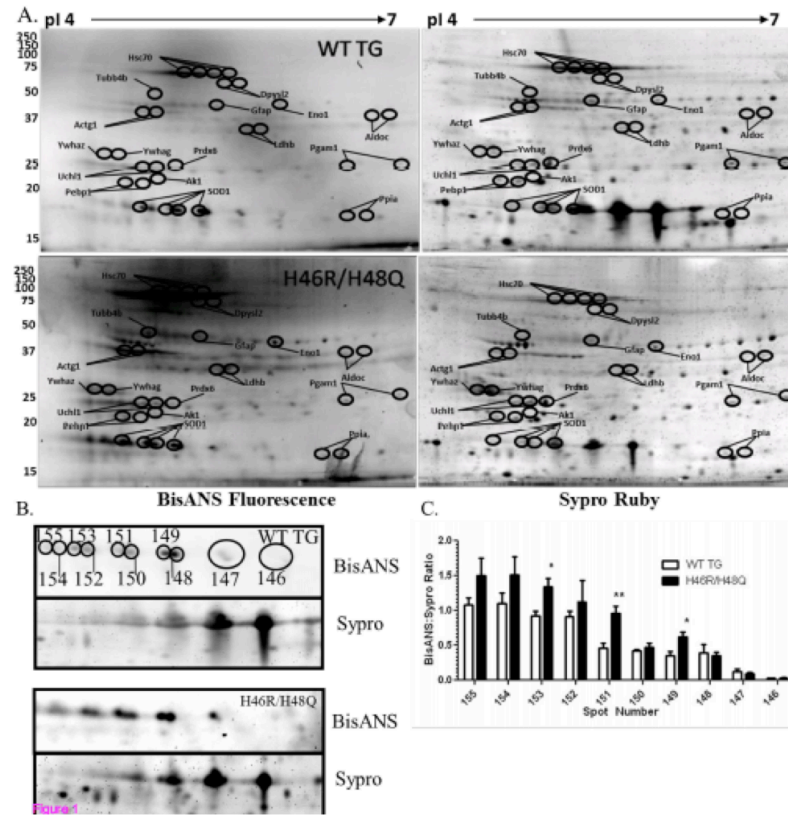 A.
pI 4 7
pI 4 7
250
150
100
75
50
37
25
20
15
WT TG
Hsc70
Tubb4b
Dpysl2
Actg1
Gfap
Eno1
Aldoc
Ywhaz
Ywhag
Prdx6
Ldhb
Pgam1
Uchl1
Pebp1
Ak1
SOD1
Ppia
Hsc70
Tubb4b
Dpysl2
Actg1
Gfap
Eno1
Aldoc
Ywhaz
Ywhag
Prdx6
Ldhb
Pgam1
Uchl1
Pebp1
Ak1
SOD1
Ppia
250
150
100
75
50
37
25
20
15
H46R/H48Q
Hsc70
Tubb4b
Dpysl2
Actg1
Gfap
Eno1
Aldoc
Ywhaz
Ywhag
Prdx6
Ldhb
Pgam1
Uchl1
Pebp1
Ak1
SOD1
Ppia
Hsc70
Tubb4b
Dpysl2
Actg1
Gfap
Eno1
Aldoc
Ywhaz
Ywhag
Prdx6
Ldhb
Pgam1
Uchl1
Pebp1
Ak1
SOD1
Ppia
BisANS Fluorescence
Sypro Ruby
B.
155 153 151 149 WT TG
154 152 150 148 147 146
BisANS
Sypro
H46R/H48Q
BisANS
Sypro
Figure 1
C.
BisANS:Sypro Ratio
2.0
1.5
1.0
0.5
0.0
WT TG
H46R/H48Q
*
**
*
155 154 153 152 151 150 149 148 147 146
Spot Number